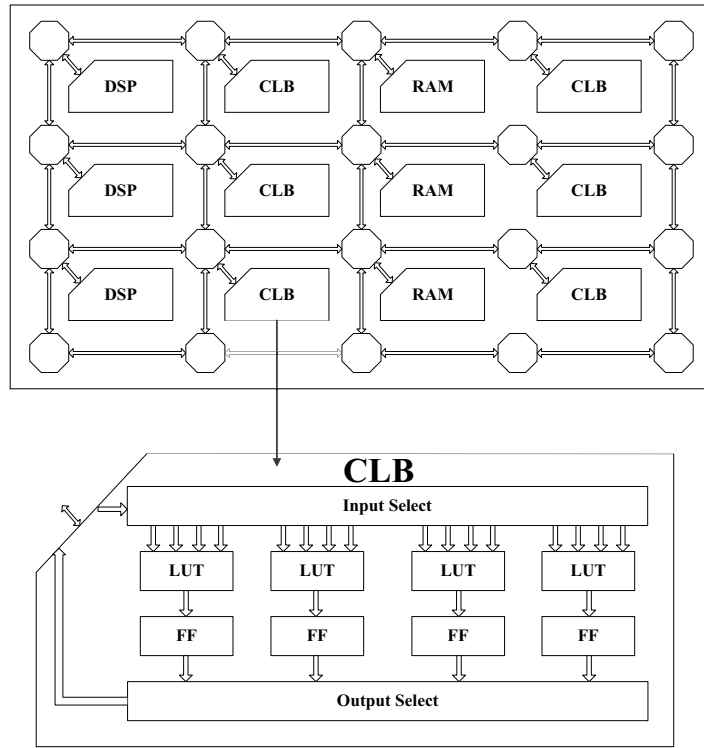 DSP CLB RAM CLB
DSP CLB RAM CLB
DSP CLB RAM CLB
CLB
Input Select
LUT LUT LUT LUT
FF FF FF FF
Output Select